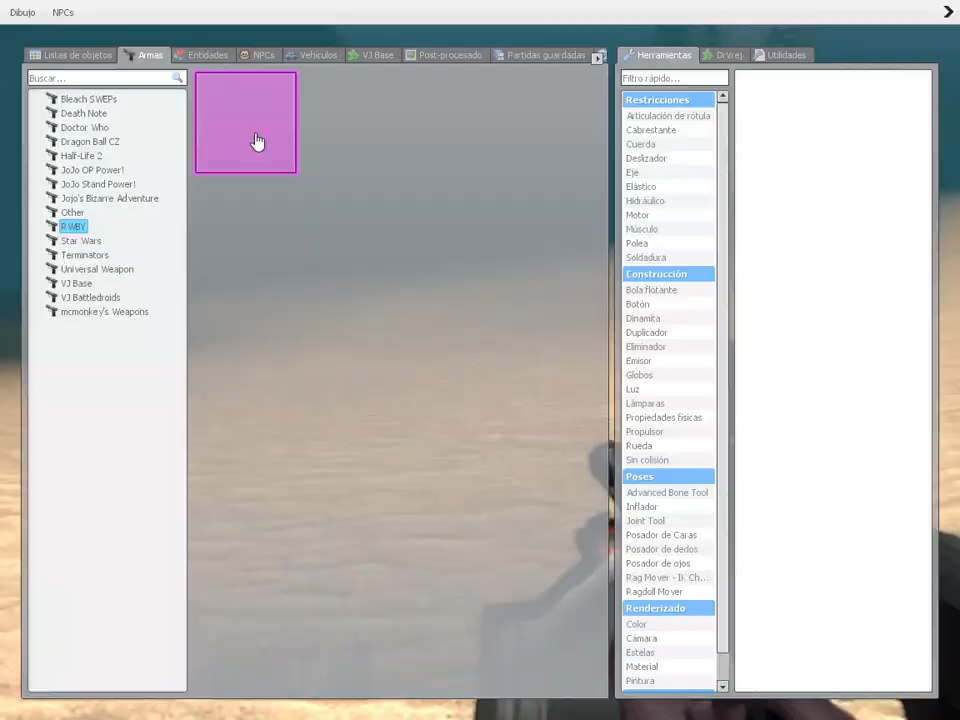 Dibujo NPCs
Listas de objetos Armas Entidades NPCs Vehículos VJ Base Post-procesado Partidas guardadas
Herramientas DrVrej Utilidades
Buscar...
Bleach SWEPs
Death Note
Doctor Who
Dragon Ball CZ
Half-Life 2
JoJo OP Power!
JoJo Stand Power!
Jojo's Bizarre Adventure
Other
RWBY
Star Wars
Terminators
Universal Weapon
VJ Base
VJ Battledroids
mcmonkey's Weapons
Filtro rápido...
Restricciones
Articulación de rótula
Cabrestante
Cuerda
Deslizador
Eje
Elástico
Hidráulico
Motor
Músculo
Polea
Soldadura
Construcción
Bola flotante
Botón
Dinamita
Duplicador
Eliminador
Emisor
Globos
Luz
Lámparas
Propiedades físicas
Propulsor
Rueda
Sin colisión
Poses
Advanced Bone Tool
Inflador
Joint Tool
Posador de Caras
Posador de dedos
Posador de ojos
Rag Mover - IK Ch...
Ragdoll Mover
Renderizado
Color
Cámara
Estelas
Material
Pintura